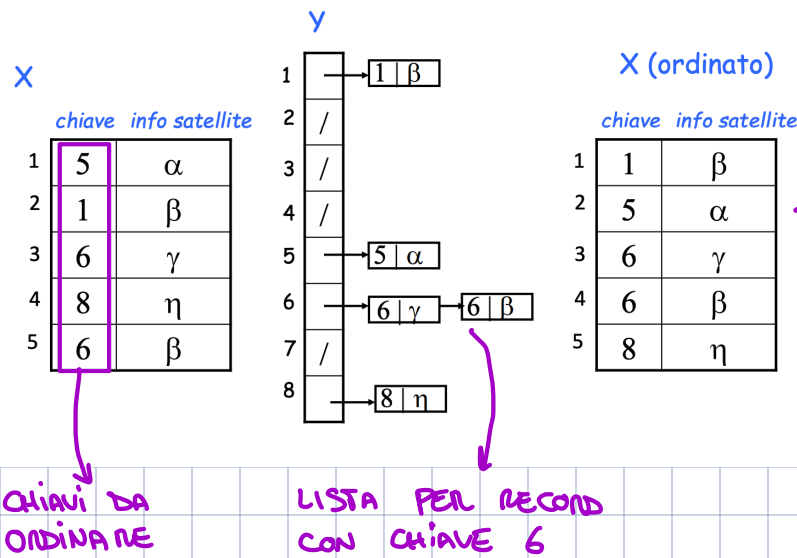 Y
X
X (ordinato)
chiave info satellite
1 5 α
2 1 β
3 6 γ
4 8 η
5 6 β
1 1 | β
2 /
3 /
4 /
5 5 | α
6 6 | γ 6 | β
7 /
8 8 | η
chiave info satellite
1 1 β
2 5 α
3 6 γ
4 6 β
5 8 η
CHIAVI DA
ORDINARE
LISTA PER RECORD
CON CHIAVE 6